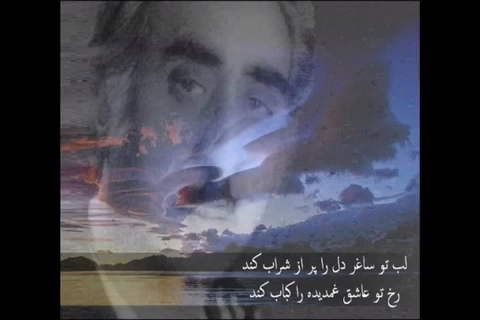 لب تو ساغر دل را پر از شراب کند
رخ تو عاشق غمدیده را کباب کند